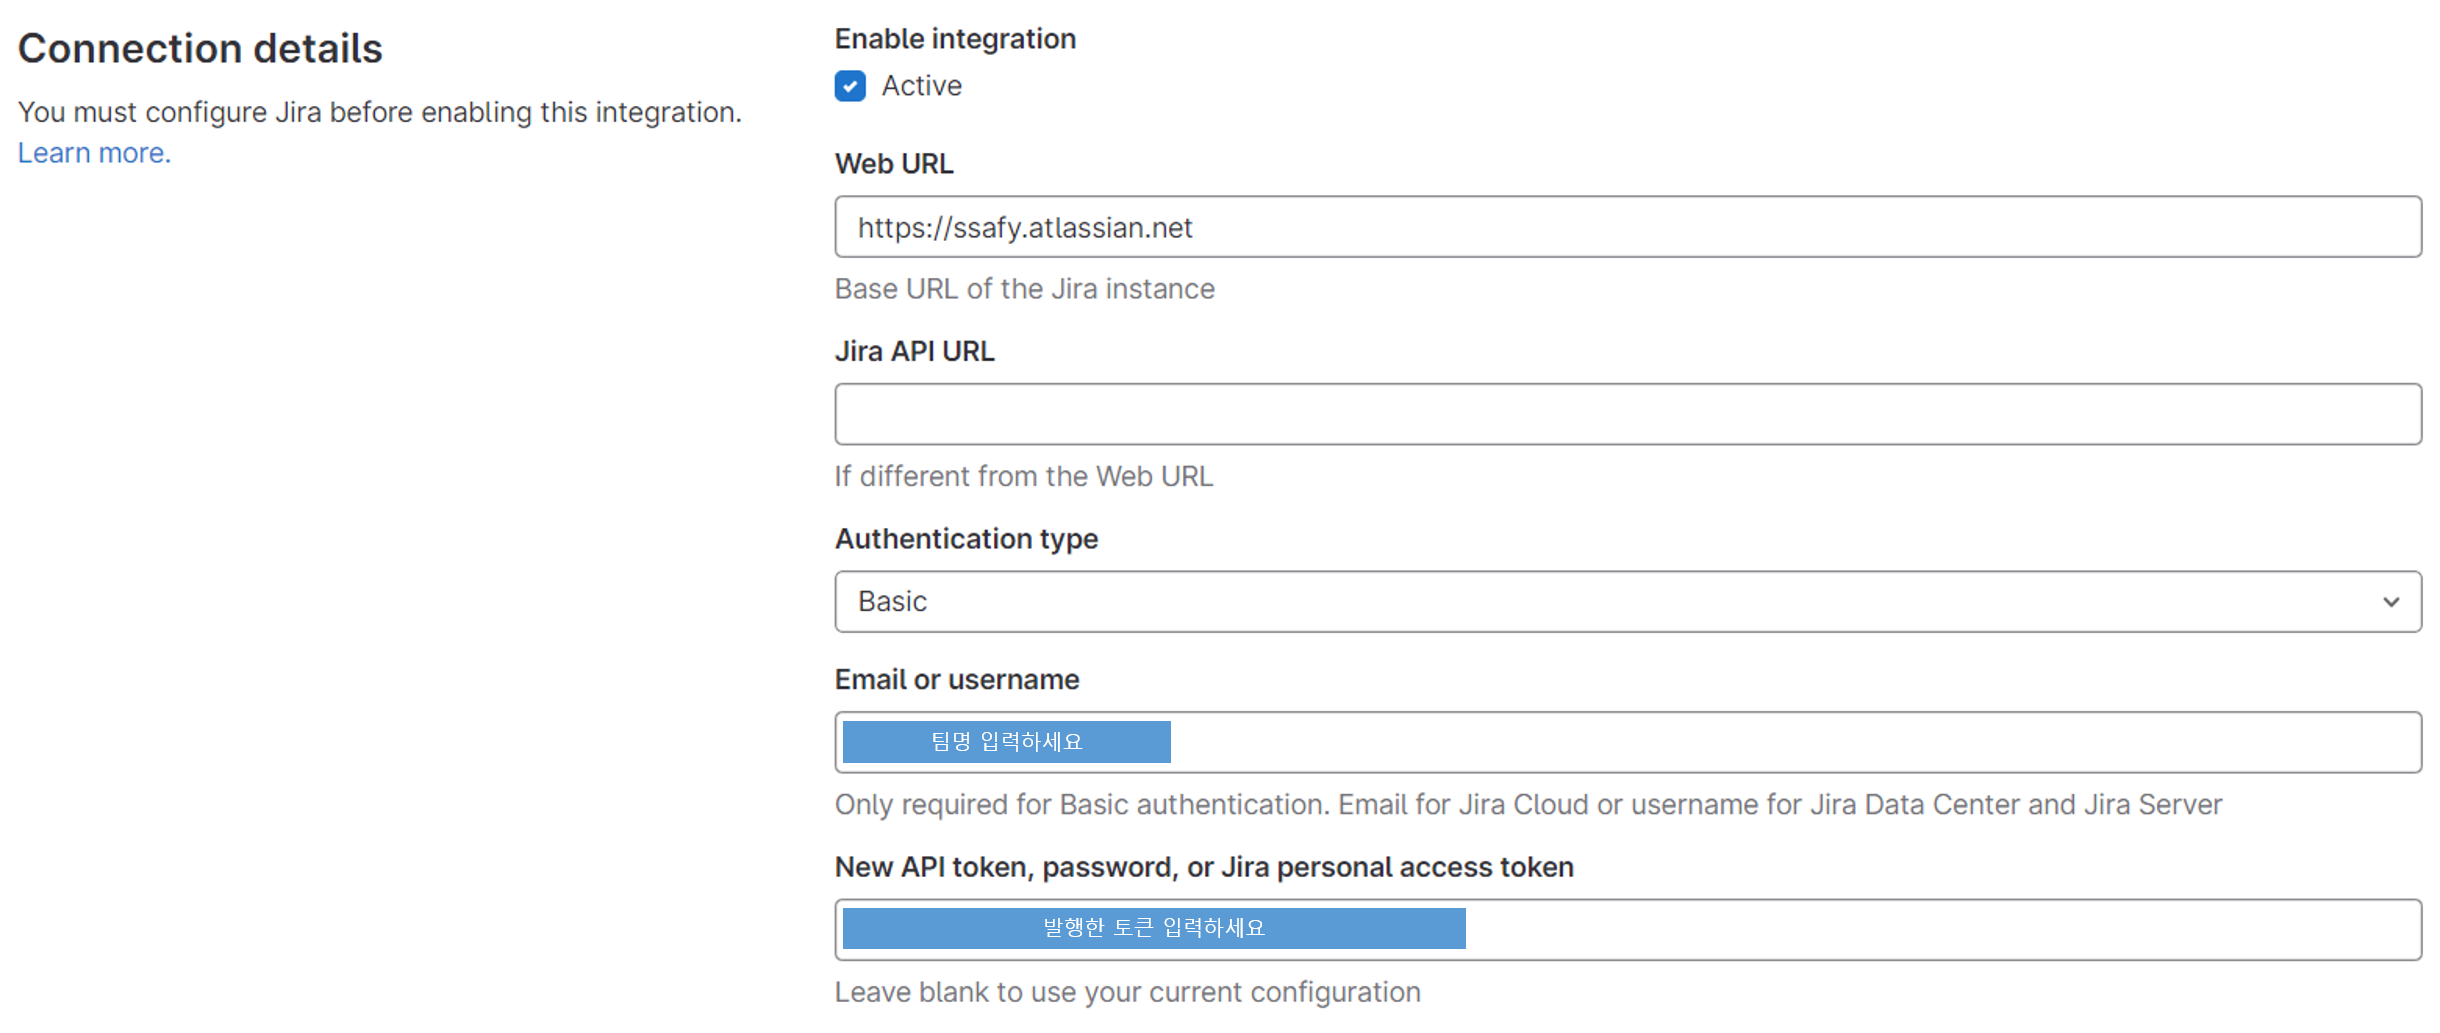 Connection details
You must configure Jira before enabling this integration.
Learn more.
Enable integration
Active
Web URL
https://ssafy.atlassian.net
Base URL of the Jira instance
Jira API URL
If different from the Web URL
Authentication type
Basic
Email or username
팀명 입력하세요
Only required for Basic authentication. Email for Jira Cloud or username for Jira Data Center and Jira Server
New API token, password, or Jira personal access token
발행한 토큰 입력하세요
Leave blank to use your current configuration